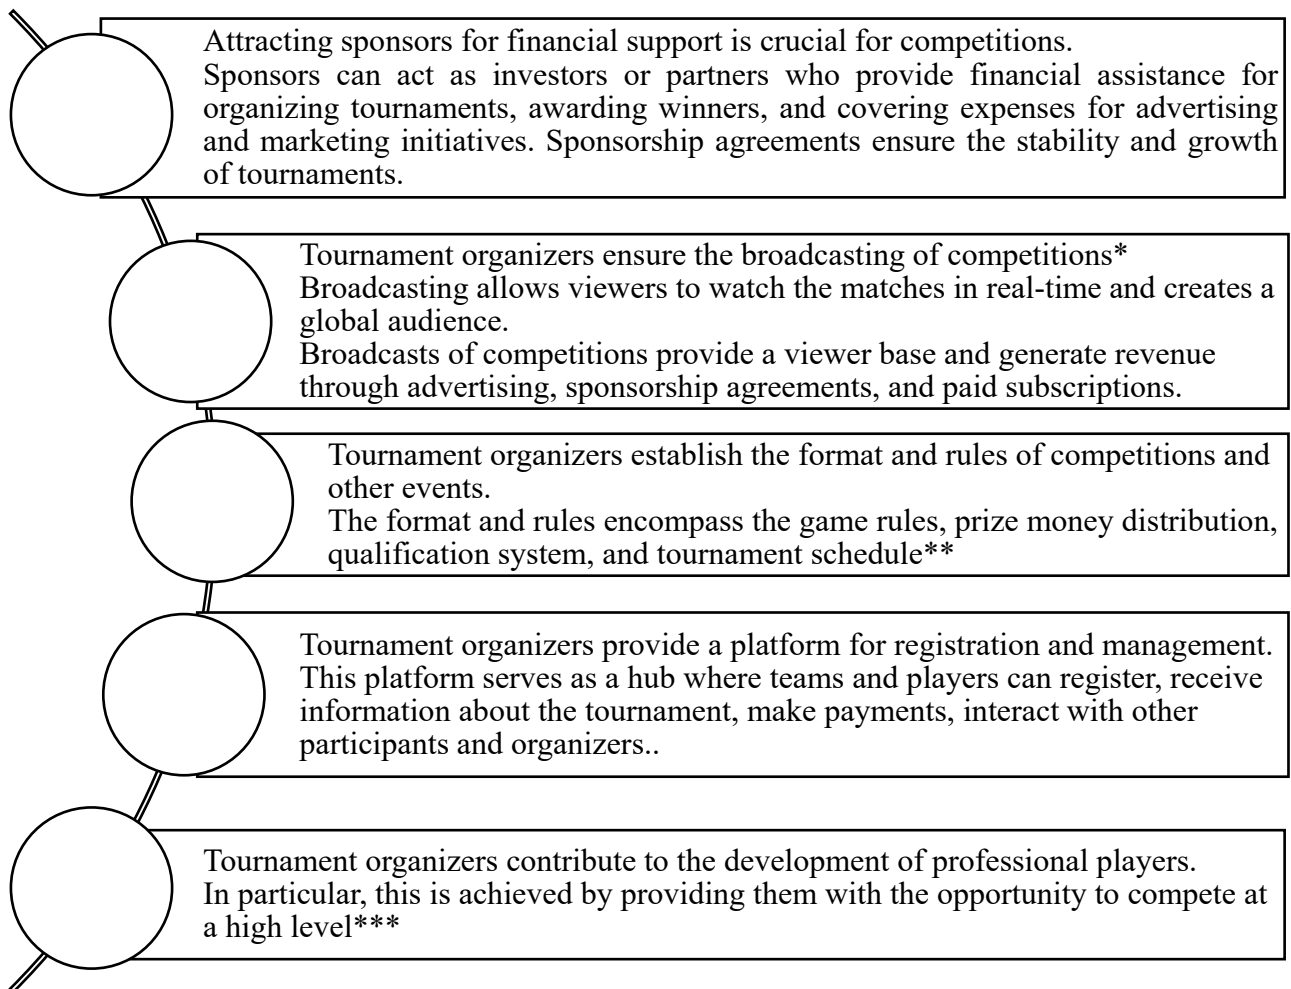 Attracting sponsors for financial support is crucial for competitions.
Sponsors can act as investors or partners who provide financial assistance for
organizing tournaments, awarding winners, and covering expenses for advertising
and marketing initiatives. Sponsorship agreements ensure the stability and growth
of tournaments.
Tournament organizers ensure the broadcasting of competitions*
Broadcasting allows viewers to watch the matches in real-time and creates a
global audience.
Broadcasts of competitions provide a viewer base and generate revenue
through advertising, sponsorship agreements, and paid subscriptions.
Tournament organizers establish the format and rules of competitions and
other events.
The format and rules encompass the game rules, prize money distribution,
qualification system, and tournament schedule**
Tournament organizers provide a platform for registration and management.
This platform serves as a hub where teams and players can register, receive
information about the tournament, make payments, interact with other
participants and organizers..
Tournament organizers contribute to the development of professional players.
In particular, this is achieved by providing them with the opportunity to compete at
a high level***